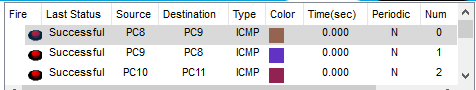 Fire Last Status Source Destination Type Color Time(sec) Periodic Num
Successful PC8 PC9 ICMP 0.000 N 0
Successful PC9 PC8 ICMP 0.000 N 1
Successful PC10 PC11 ICMP 0.000 N 2